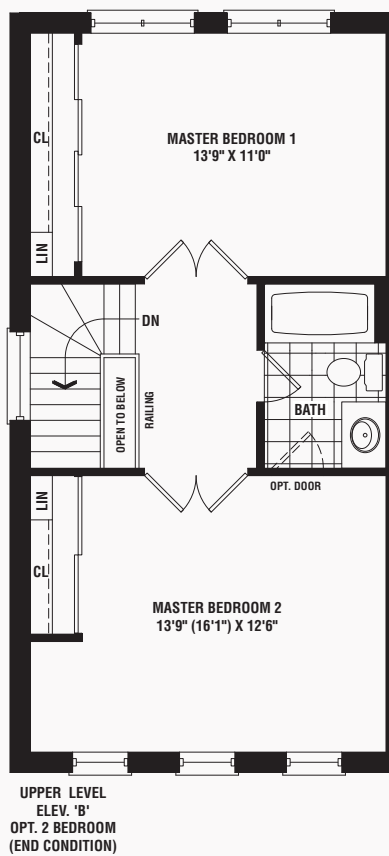 CL
MASTER BEDROOM 1
13'9" X 11'0"
LIN
DN
OPEN TO BELOW
RAILING
BATH
OPT. DOOR
LIN
CL
MASTER BEDROOM 2
13'9" (16'1") X 12'6"
UPPER LEVEL
ELEV. 'B'
OPT. 2 BEDROOM
(END CONDITION)